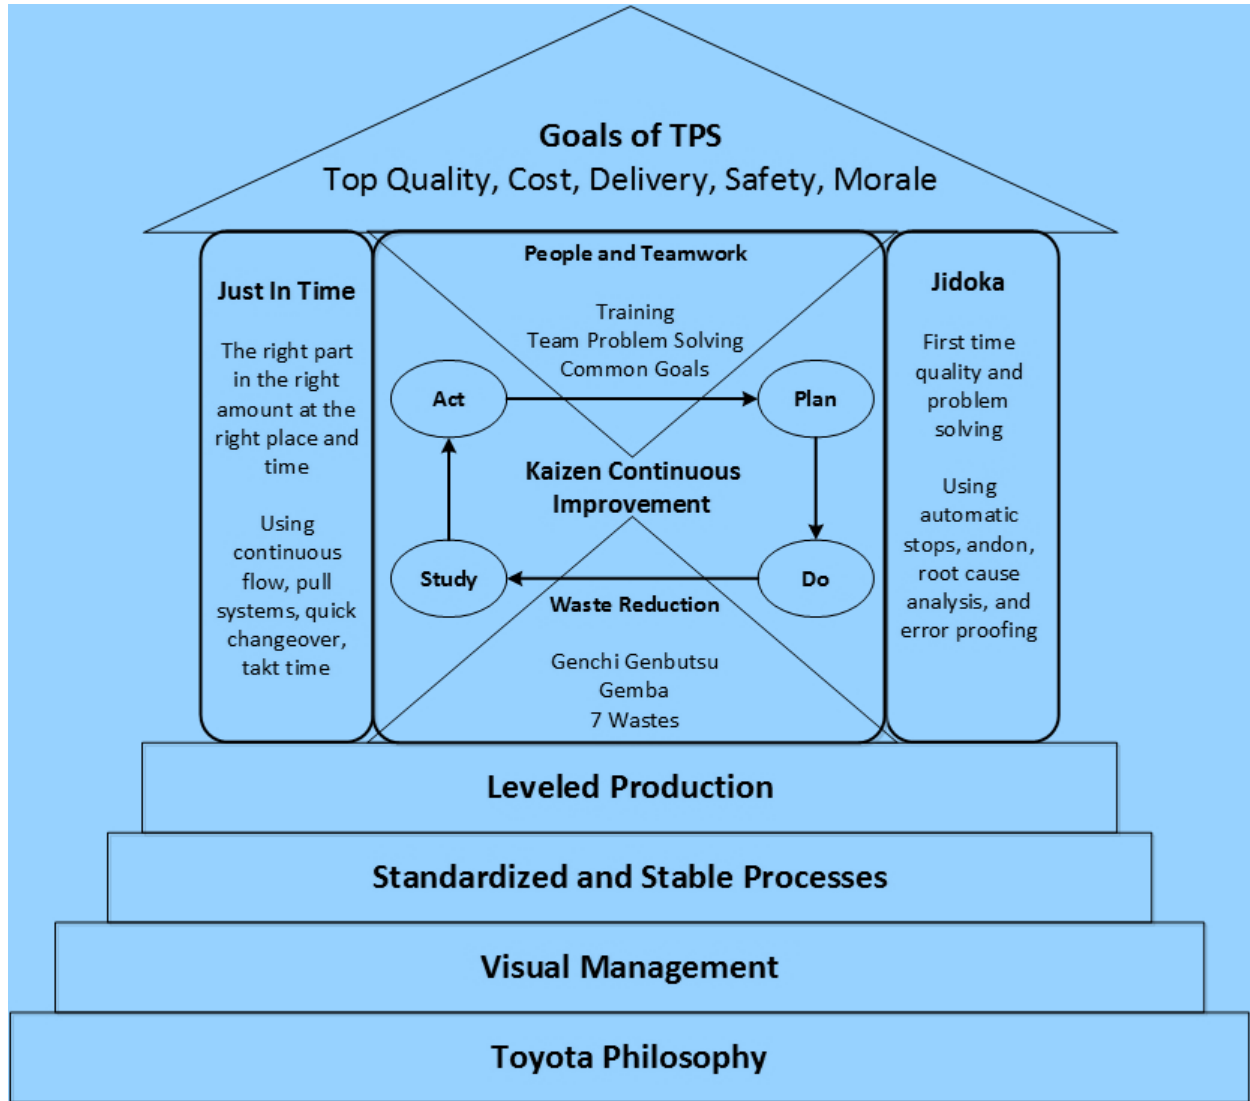 Goals of TPS
Top Quality, Cost, Delivery, Safety, Morale
Just In Time
The right part
in the right
amount at the
right place and
time
Using
continuous
flow, pull
systems, quick
changeover,
takt time
People and Teamwork
Training
Team Problem Solving
Common Goals
Act
Plan
Kaizen Continuous
Improvement
Study
Do
Waste Reduction
Genchi Genbutsu
Gemba
7 Wastes
Jidoka
First time
quality and
problem
solving
Using
automatic
stops, andon,
root cause
analysis, and
error proofing
Leveled Production
Standardized and Stable Processes
Visual Management
Toyota Philosophy